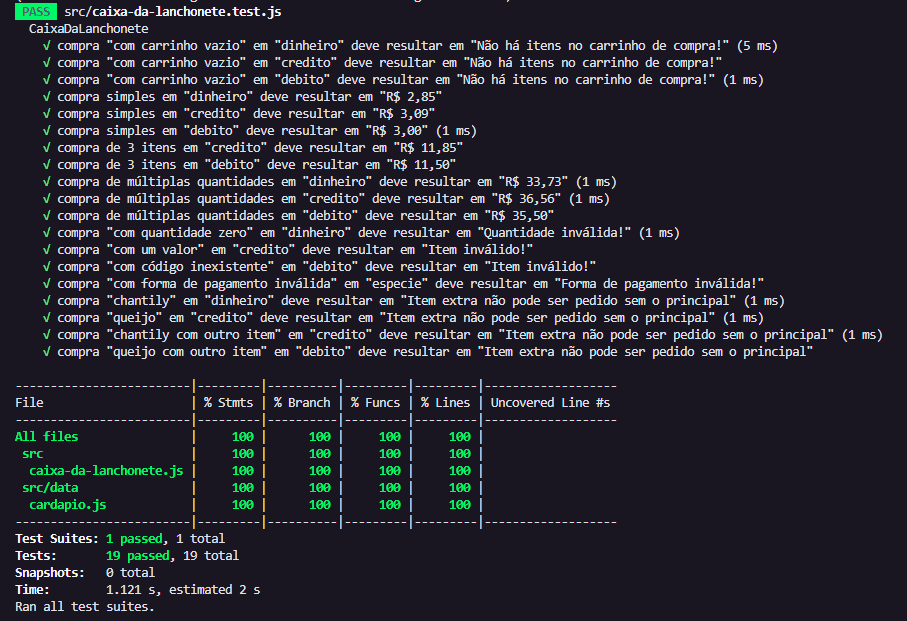 PASS src/caixa-da-lanchonete.test.js
CaixaDaLanchonete
√ compra "com carrinho vazio" em "dinheiro" deve resultar em "Não há itens no carrinho de compra!" (5 ms)
√ compra "com carrinho vazio" em "credito" deve resultar em "Não há itens no carrinho de compra!"
√ compra "com carrinho vazio" em "debito" deve resultar em "Não há itens no carrinho de compra!" (1 ms)
√ compra simples em "dinheiro" deve resultar em "R$ 2,85"
√ compra simples em "credito" deve resultar em "R$ 3,09"
√ compra simples em "debito" deve resultar em "R$ 3,00" (1 ms)
√ compra de 3 itens em "credito" deve resultar em "R$ 11,85"
√ compra de 3 itens em "debito" deve resultar em "R$ 11,50"
√ compra de múltiplas quantidades em "dinheiro" deve resultar em "R$ 33,73" (1 ms)
√ compra de múltiplas quantidades em "credito" deve resultar em "R$ 36,56" (1 ms)
√ compra de múltiplas quantidades em "debito" deve resultar em "R$ 35,50"
√ compra "com quantidade zero" em "dinheiro" deve resultar em "Quantidade inválida!" (1 ms)
√ compra "com um valor" em "credito" deve resultar em "Item inválido!"
√ compra "com código inexistente" em "debito" deve resultar em "Item inválido!"
√ compra "com forma de pagamento inválida" em "especie" deve resultar em "Forma de pagamento inválida!"
√ compra "chantily" em "dinheiro" deve resultar em "Item extra não pode ser pedido sem o principal" (1 ms)
√ compra "queijo" em "credito" deve resultar em "Item extra não pode ser pedido sem o principal" (1 ms)
√ compra "chantily com outro item" em "credito" deve resultar em "Item extra não pode ser pedido sem o principal" (1 ms)
√ compra "queijo com outro item" em "debito" deve resultar em "Item extra não pode ser pedido sem o principal"
-------------------------|---------|----------|---------|---------|-------------------
File | % Stmts | % Branch | % Funcs | % Lines | Uncovered Line #s
-------------------------|---------|----------|---------|---------|-------------------
All files | 100 | 100 | 100 | 100 |
src | 100 | 100 | 100 | 100 |
caixa-da-lanchonete.js | 100 | 100 | 100 | 100 |
src/data | 100 | 100 | 100 | 100 |
cardapio.js | 100 | 100 | 100 | 100 |
-------------------------|---------|----------|---------|---------|-------------------
Test Suites: 1 passed, 1 total
Tests: 19 passed, 19 total
Snapshots: 0 total
Time: 1.121 s, estimated 2 s
Ran all test suites.